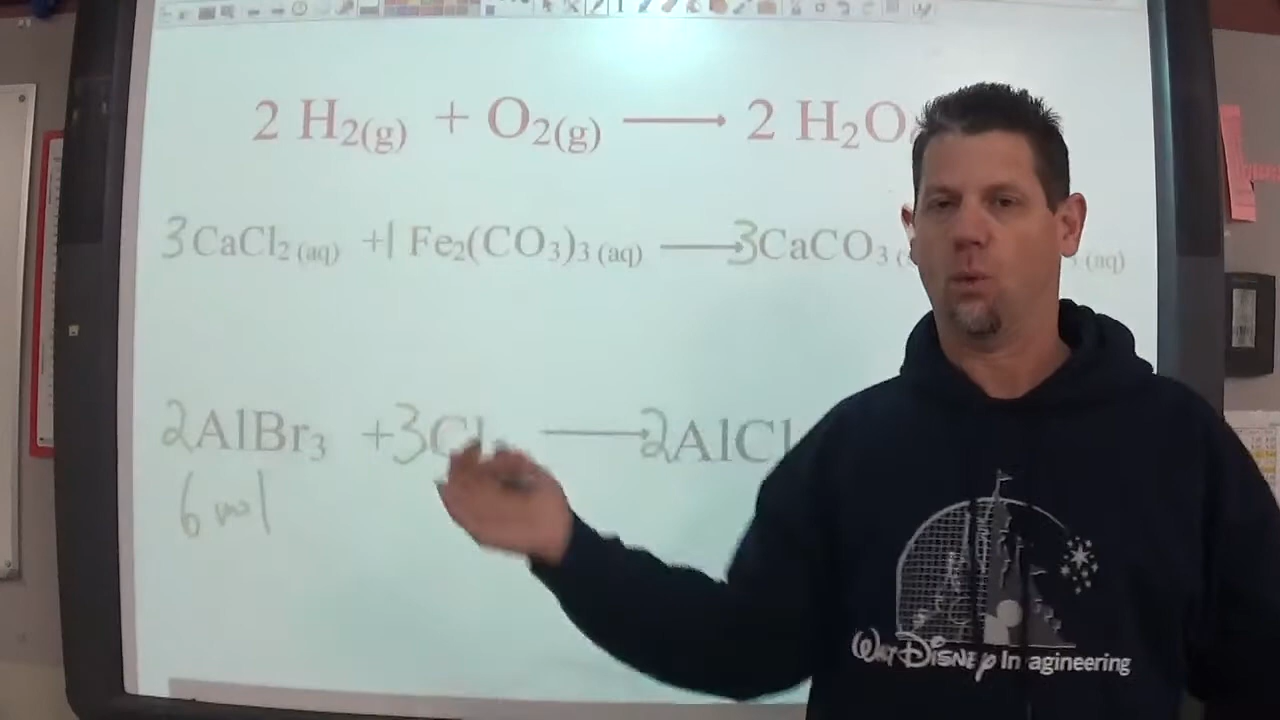 2 H₂(g) + O₂(g) ⟶ 2 H₂O
3CaCl₂ (aq) +1 Fe₂(CO₃)₃ (aq) ⟶ 3CaCO₃ (aq)
2AlBr₃ +3Cl₂ ⟶ 2AlCl
6 mol
WALT DISNEY Imagineering